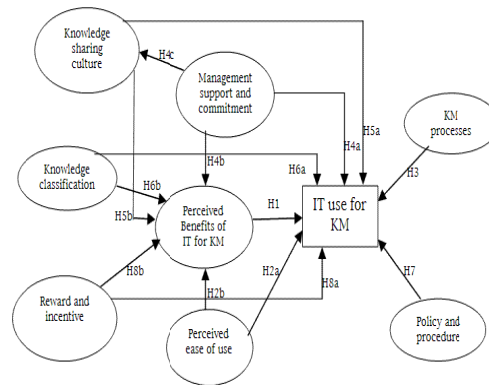 Knowledge
sharing
culture
H4c
Management
support and
commitment
H5a
H4a
KM
processes
H3
H4b
H6a
Knowledge
classification
H6b
H5b
Perceived
Benefits of
IT for KM
H1
IT use for
KM
H2a
H8b
H2b
H8a
H7
Reward and
incentive
Perceived
ease of use
Policy and
procedure